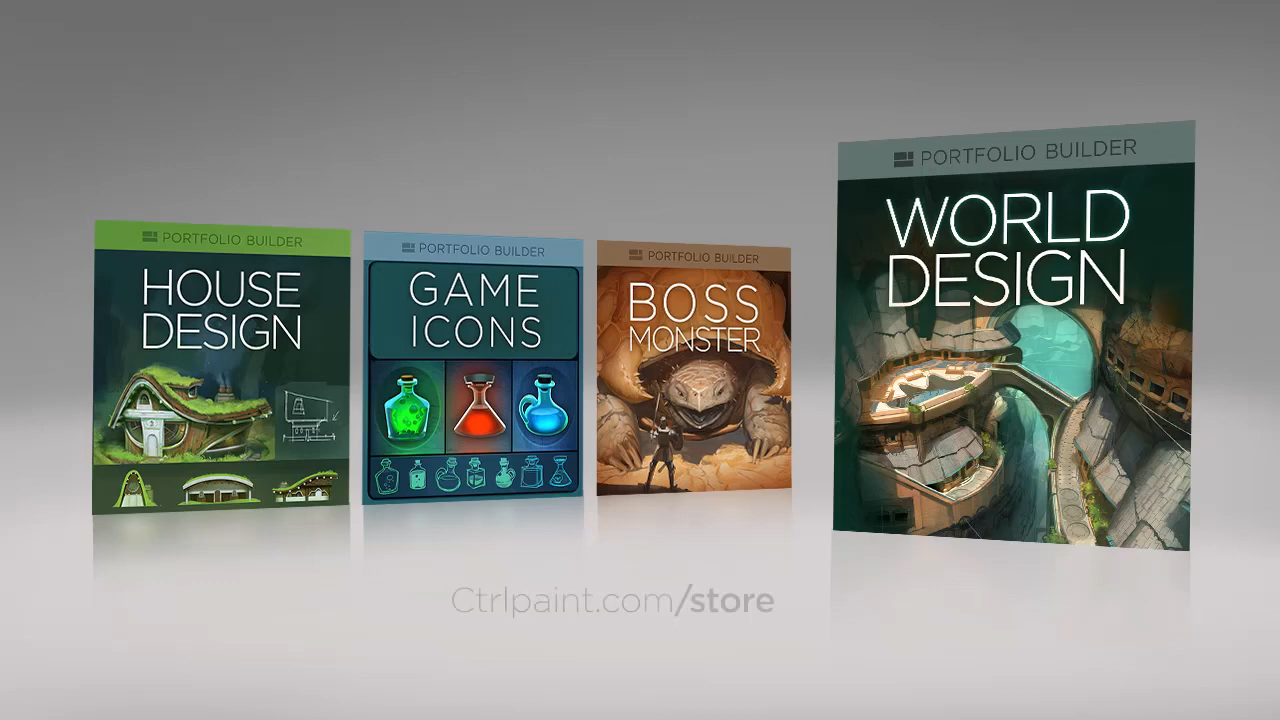 PORTFOLIO BUILDER
HOUSE
DESIGN
PORTFOLIO BUILDER
GAME
ICONS
PORTFOLIO BUILDER
BOSS
MONSTER
PORTFOLIO BUILDER
WORLD
DESIGN
Ctrlpaint.com/store